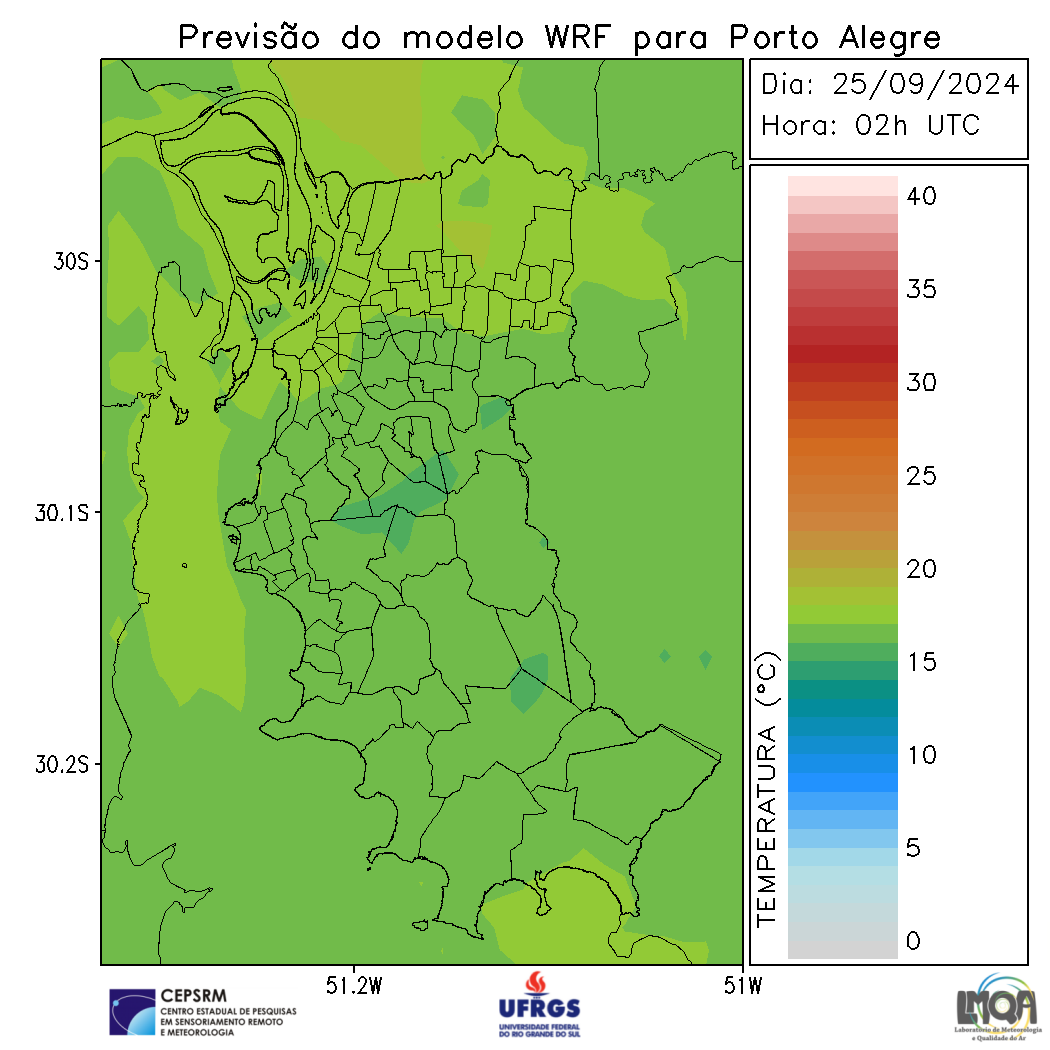 Previsão do modelo WRF para Porto Alegre
Dia: 25/09/2024
Hora: 02h UTC
30S
30.1S
30.2S
51.2W
51W
TEMPERATURA (°C)
40
35
30
25
20
15
10
5
0
CEPSRM
CENTRO ESTADUAL DE PESQUISAS
EM SENSORIAMENTO REMOTO
E METEOROLOGIA
UFRGS
UNIVERSIDADE FEDERAL
DO RIO GRANDE DO SUL
LMQA
Laboratório de Meteorologia
e Qualidade do Ar